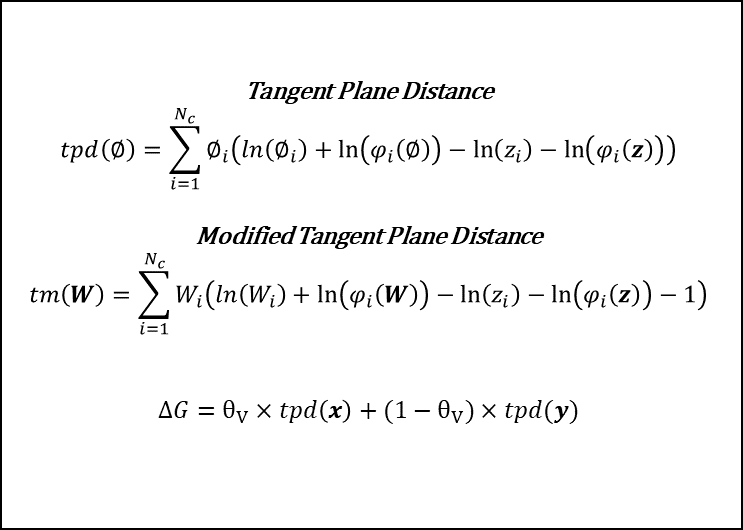 Tangent Plane Distance
tpd(∅) = ∑_{i=1}^{N_c} ∅_i(ln(∅_i) + ln(φ_i(∅)) − ln(z_i) − ln(φ_i(z)))
Modified Tangent Plane Distance
tm(W) = ∑_{i=1}^{N_c} W_i(ln(W_i) + ln(φ_i(W)) − ln(z_i) − ln(φ_i(z)) − 1)
ΔG = θ_V × tpd(x) + (1 − θ_V) × tpd(y)